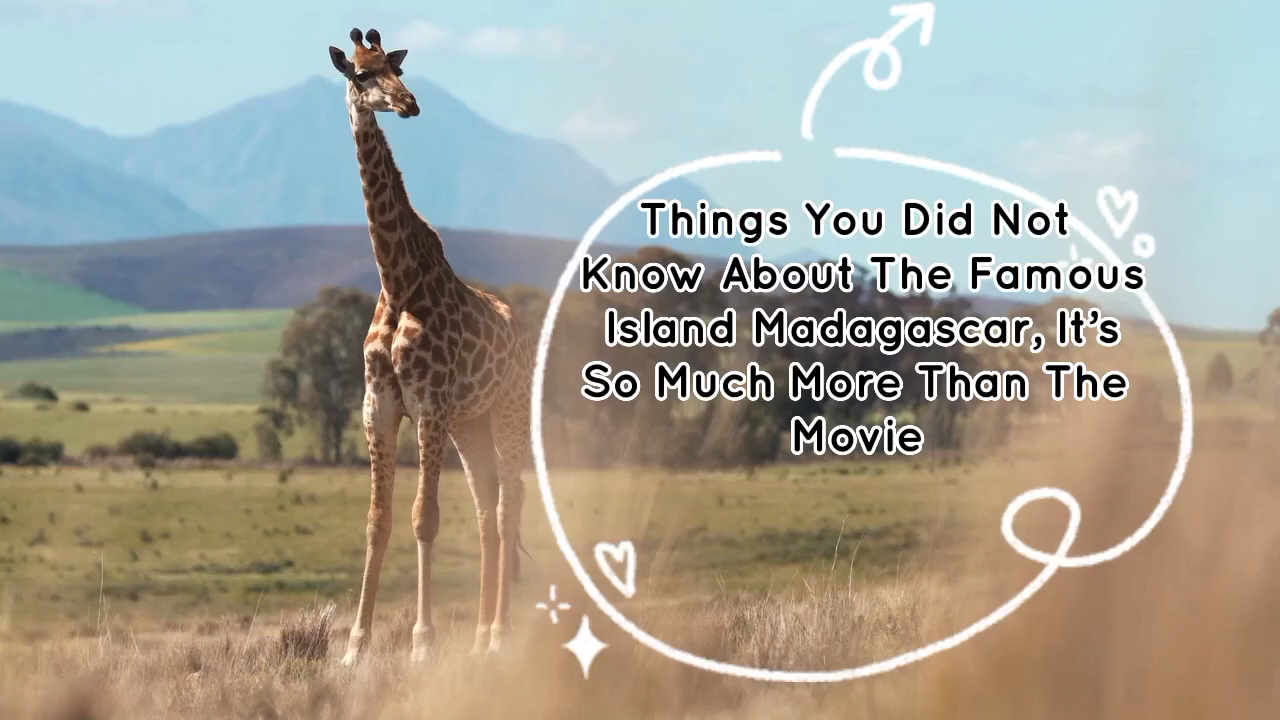 Things You Did Not
Know About The Famous
Island Madagascar, It’s
So Much More Than The
Movie